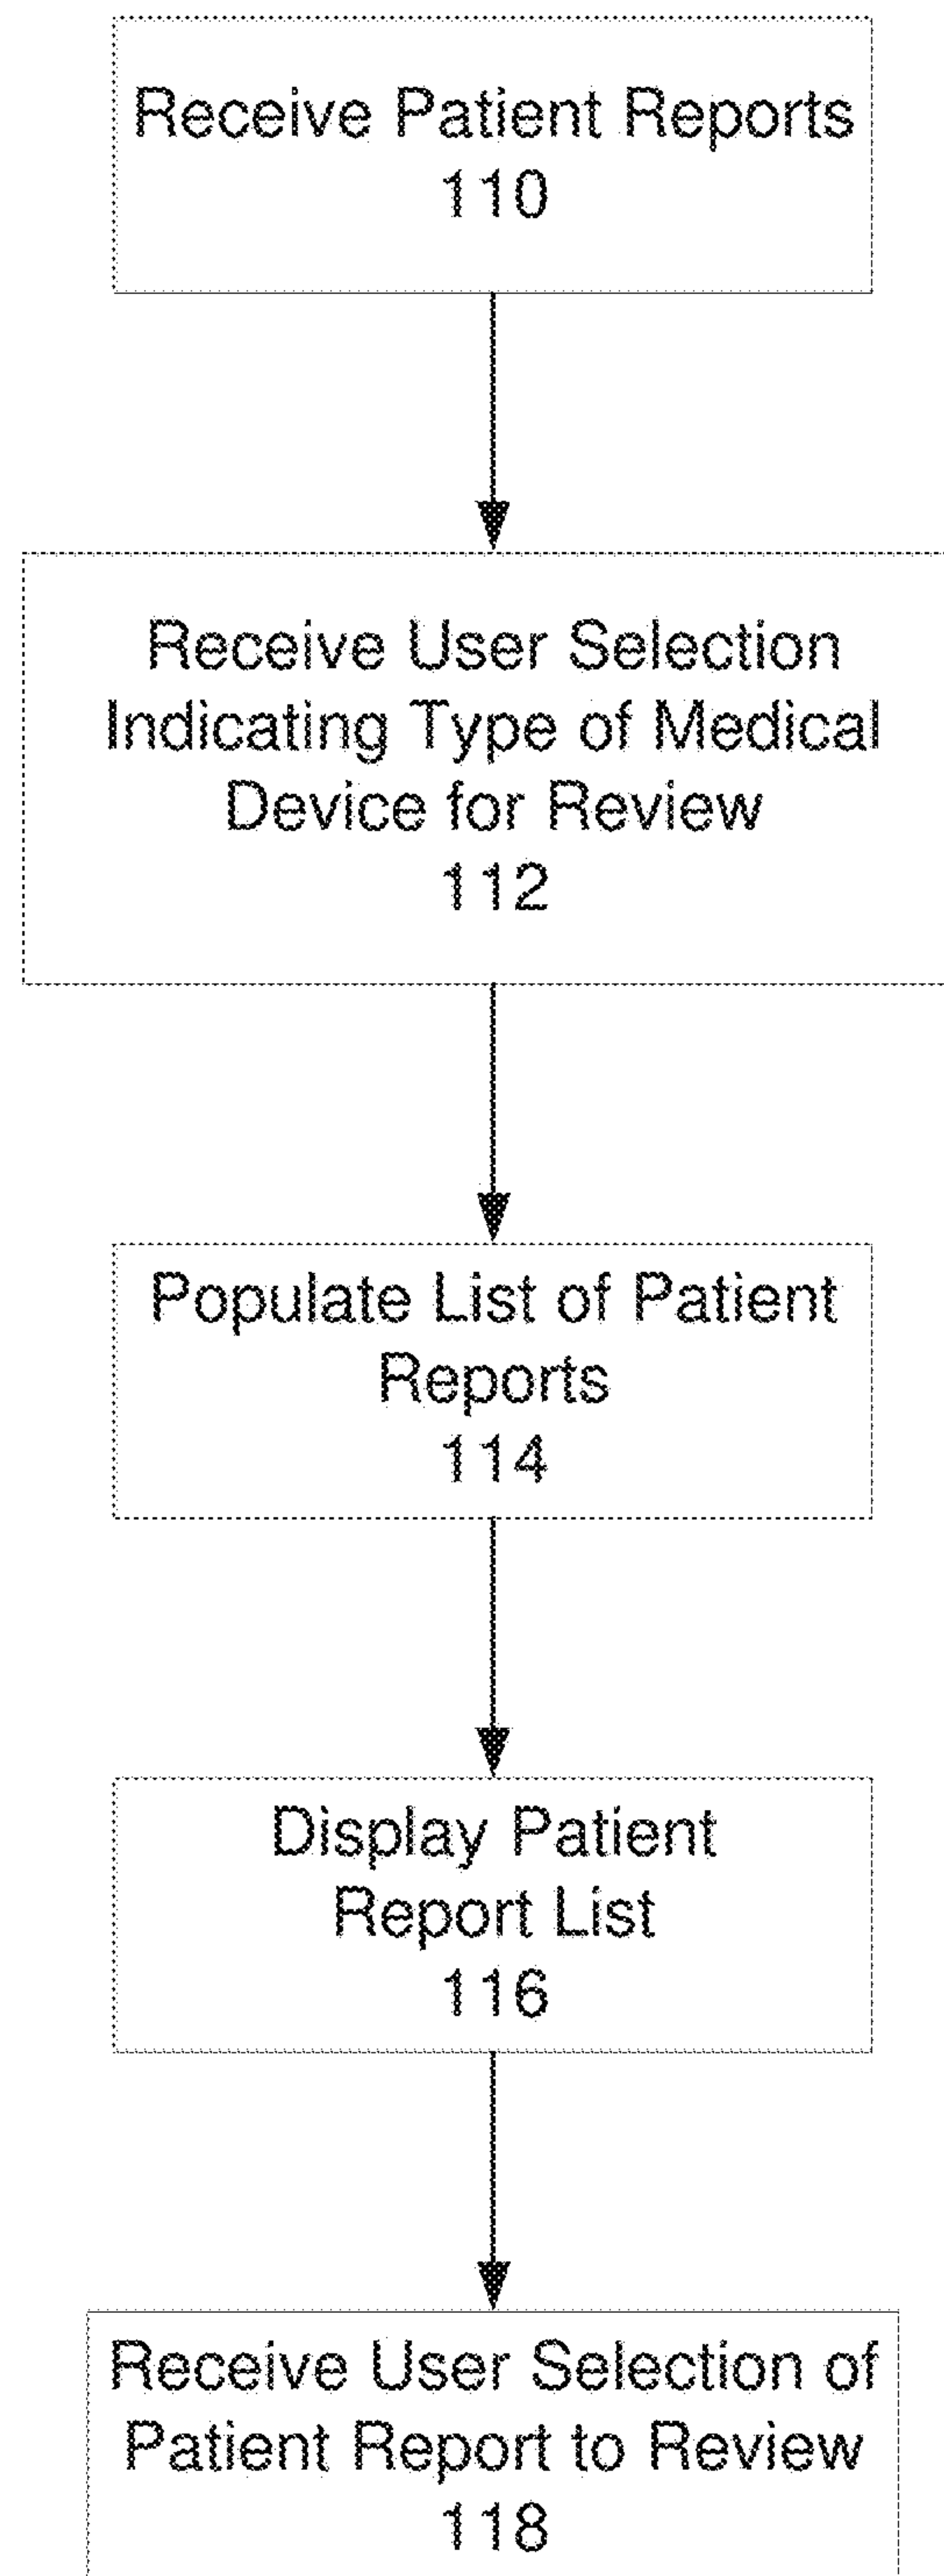 Receive Patient Reports
110
Receive User Selection
Indicating Type of Medical
Device for Review
112
Populate List of Patient
Reports
114
Display Patient
Report List
116
Receive User Selection of
Patient Report to Review
118